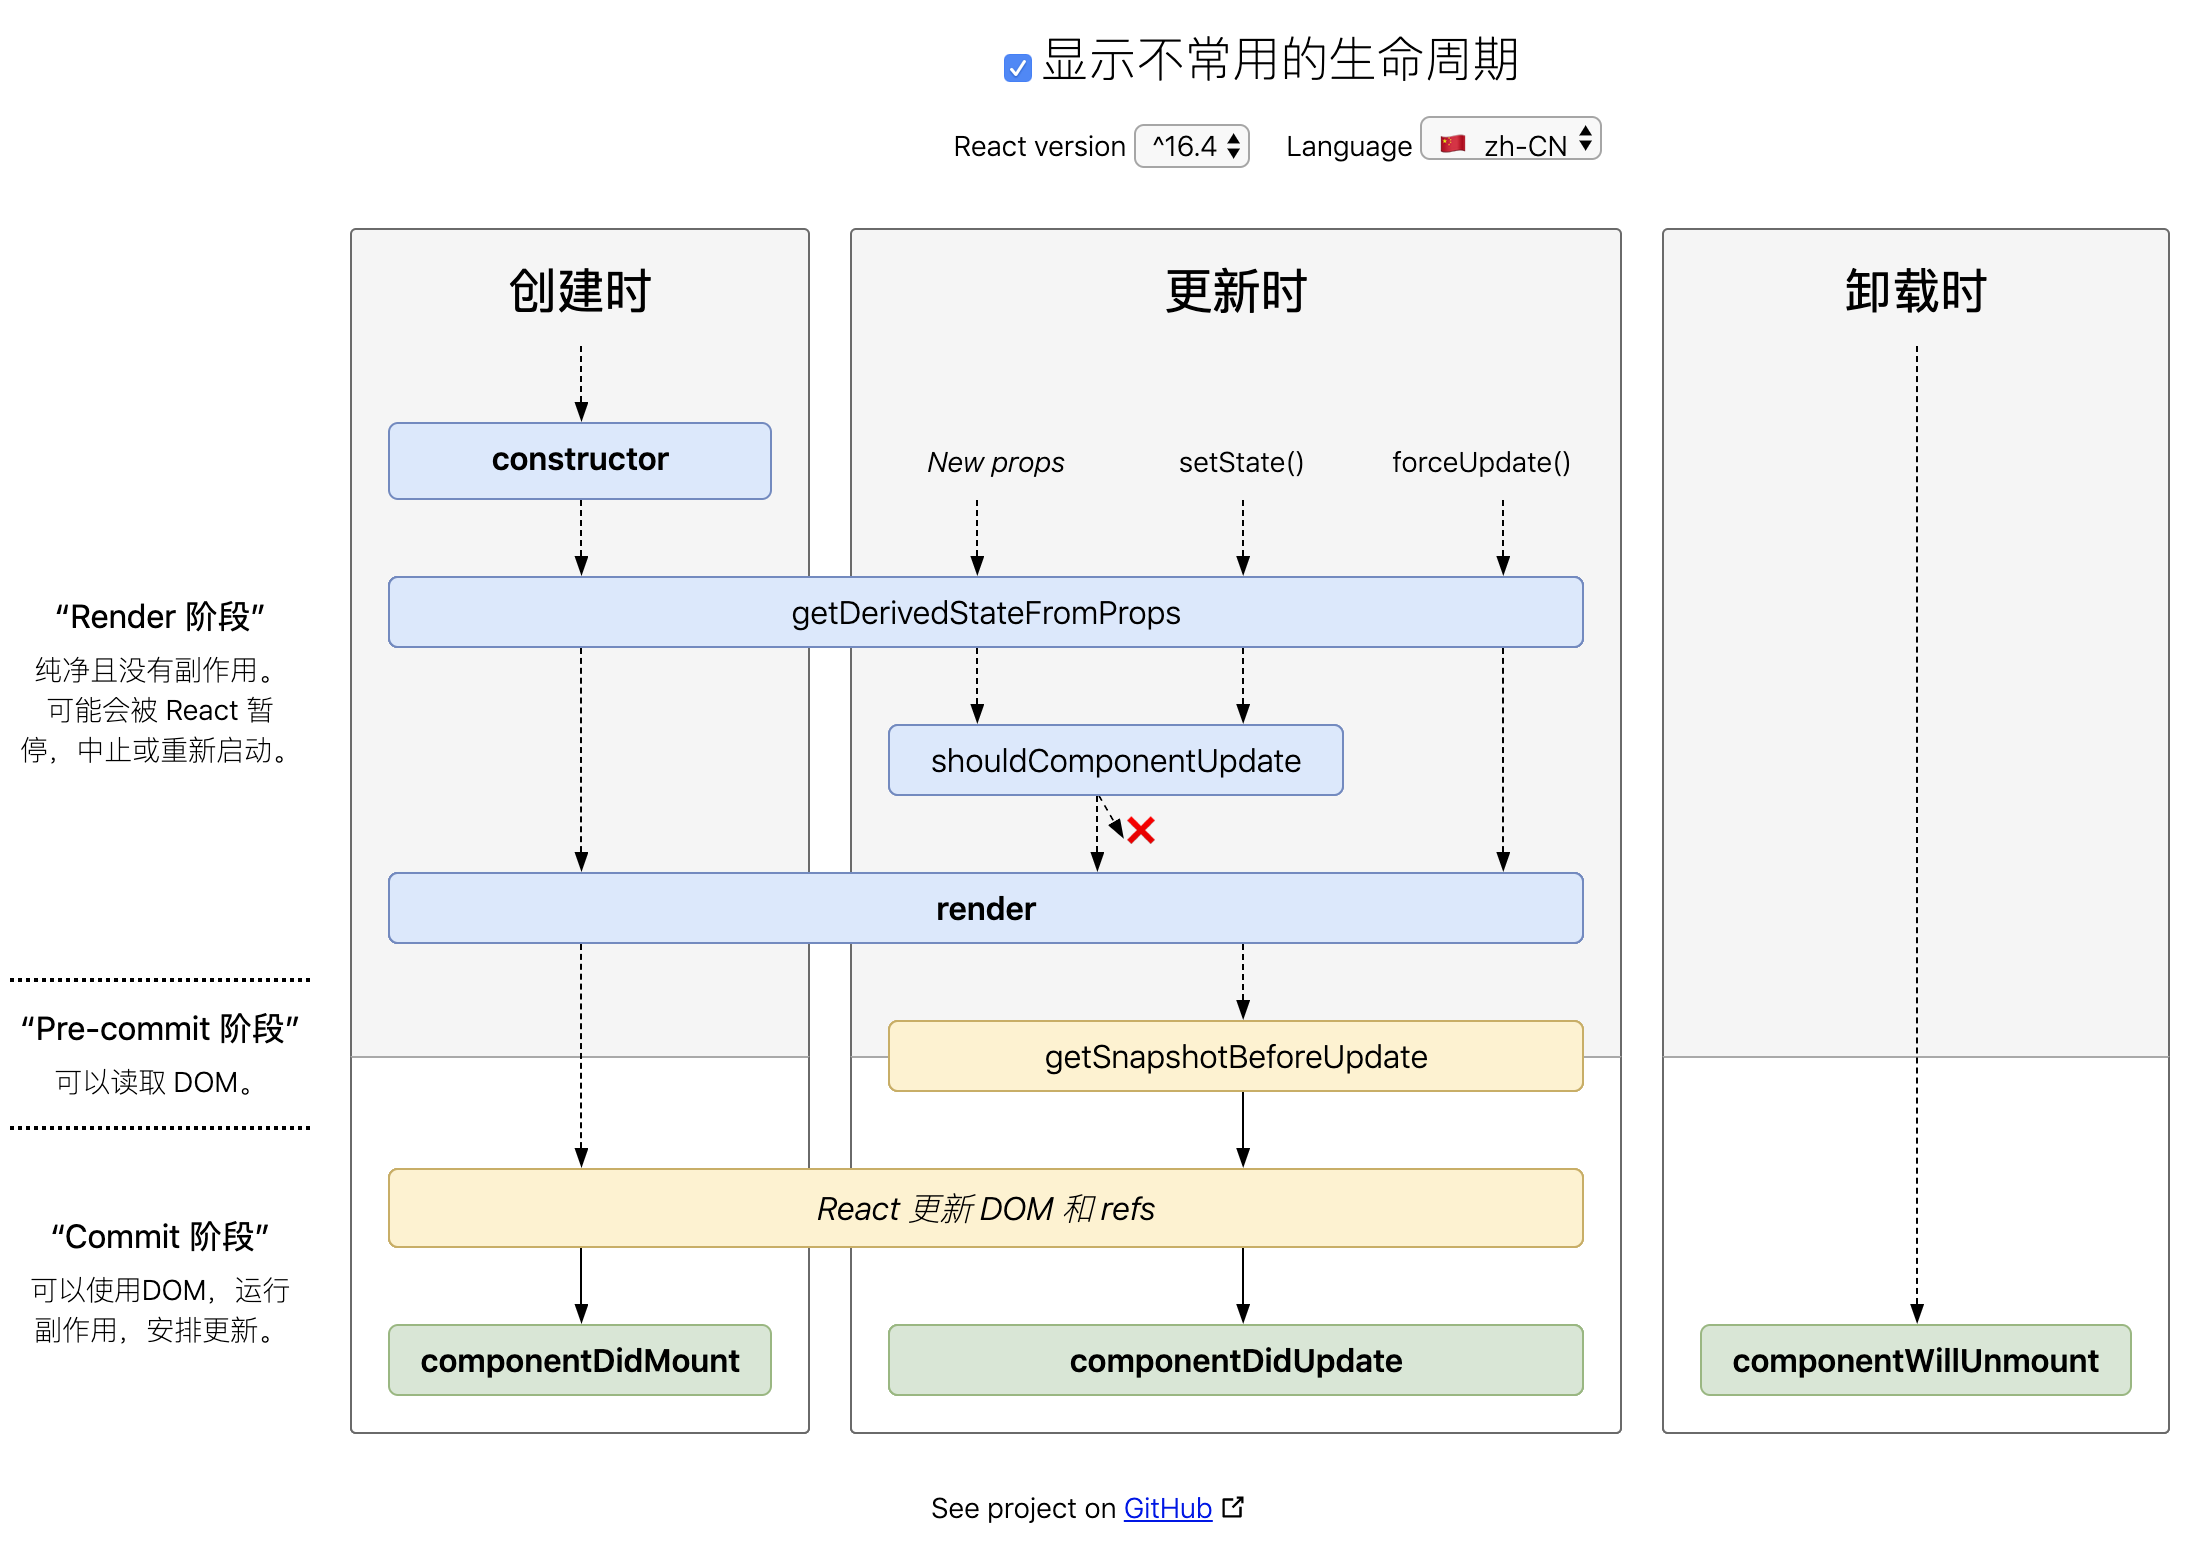 显示不常用的生命周期
React version ^16.4 Language 🇨🇳 zh-CN
创建时
更新时
卸载时
constructor
New props
setState()
forceUpdate()
getDerivedStateFromProps
“Render 阶段”
纯净且没有副作用。
可能会被 React 暂
停，中止或重新启动。
shouldComponentUpdate
render
“Pre-commit 阶段”
可以读取 DOM。
getSnapshotBeforeUpdate
React 更新 DOM 和 refs
“Commit 阶段”
可以使用DOM，运行
副作用，安排更新。
componentDidMount
componentDidUpdate
componentWillUnmount
See project on GitHub